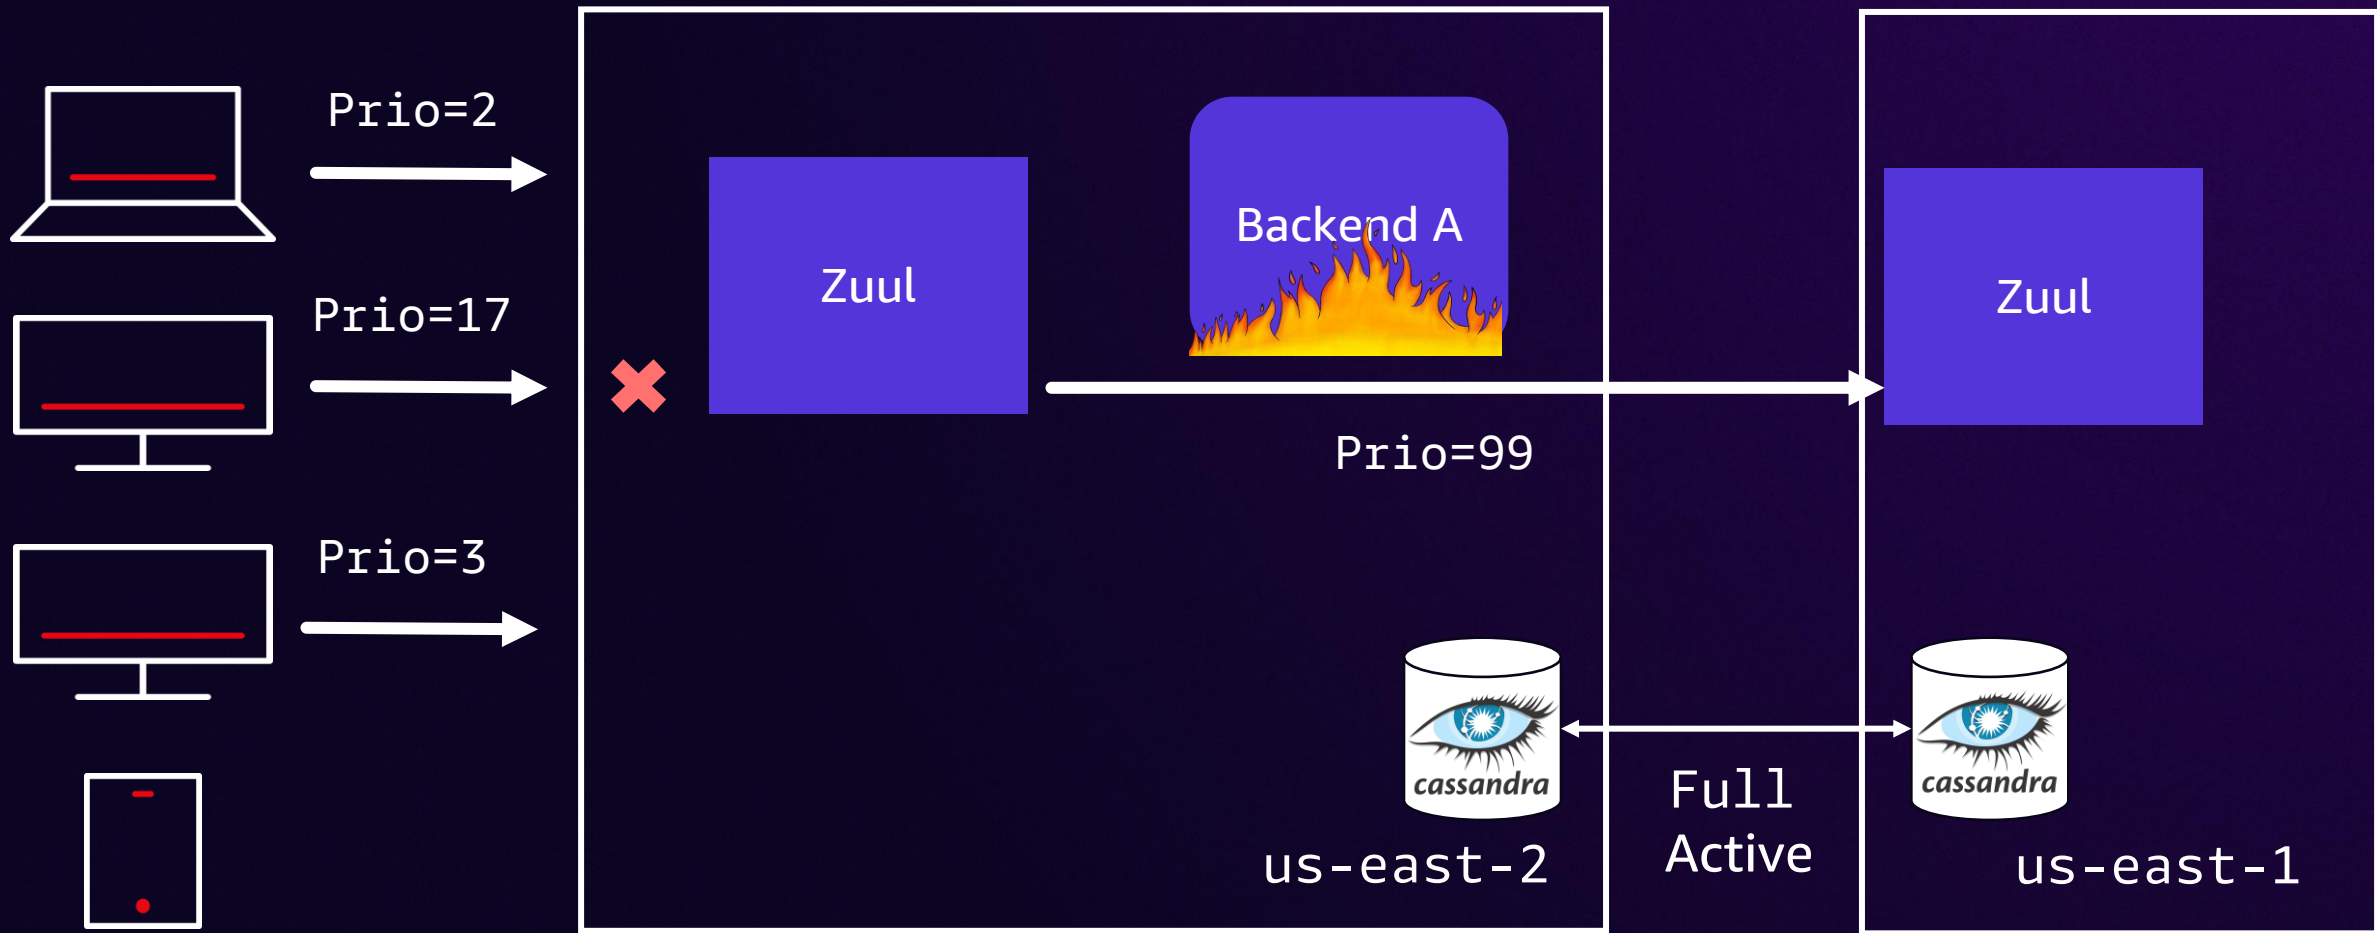 Prio=2
Prio=17
Prio=3
Zuul
Backend A
Prio=99
Zuul
cassandra
us-east-2
Full
Active
cassandra
us-east-1